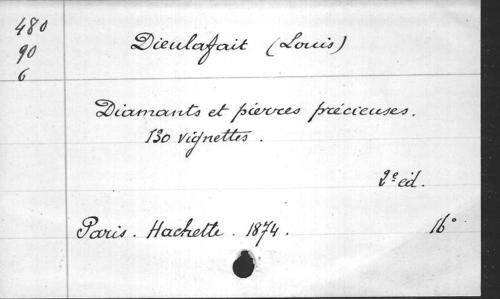 480
90
6
Dieulafait (Louis)
Diamants et pierres précieuses.
130 vignettes.
2e éd.
Paris. Hachette. 1874. 16°